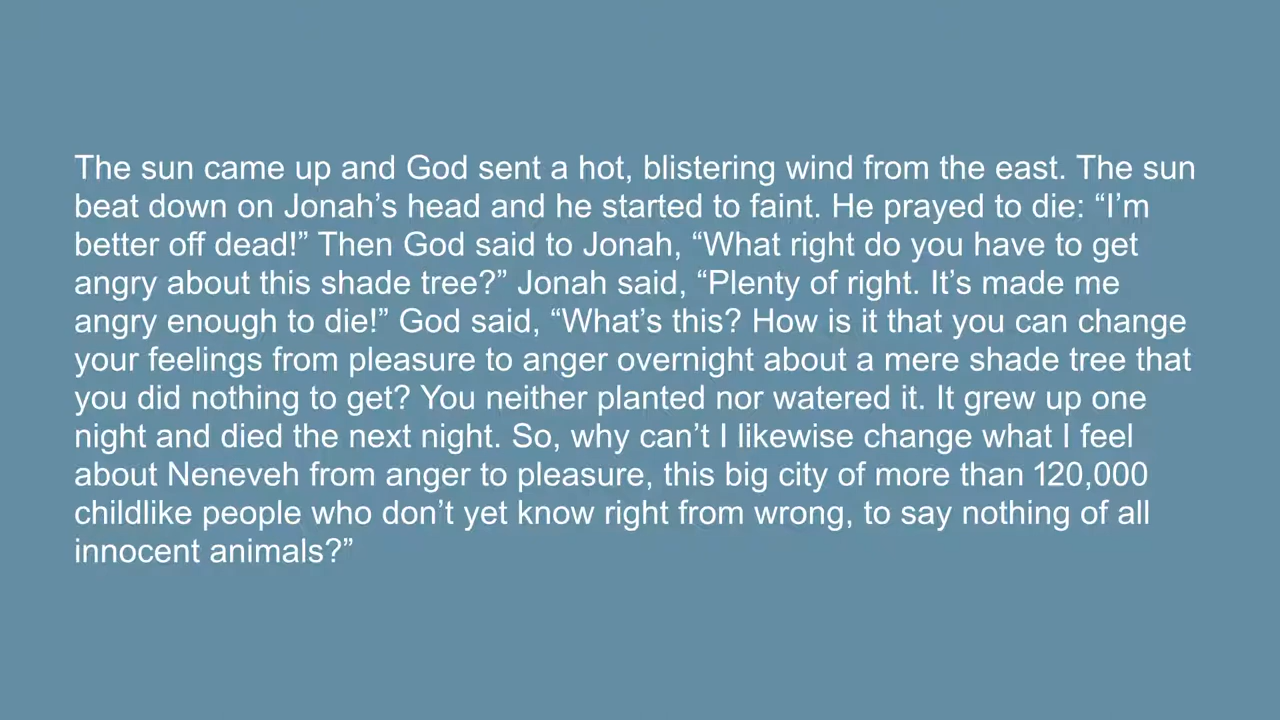 The sun came up and God sent a hot, blistering wind from the east. The sun
beat down on Jonah’s head and he started to faint. He prayed to die: “I’m
better off dead!” Then God said to Jonah, “What right do you have to get
angry about this shade tree?” Jonah said, “Plenty of right. It’s made me
angry enough to die!” God said, “What’s this? How is it that you can change
your feelings from pleasure to anger overnight about a mere shade tree that
you did nothing to get? You neither planted nor watered it. It grew up one
night and died the next night. So, why can’t I likewise change what I feel
about Neneveh from anger to pleasure, this big city of more than 120,000
childlike people who don’t yet know right from wrong, to say nothing of all
innocent animals?”